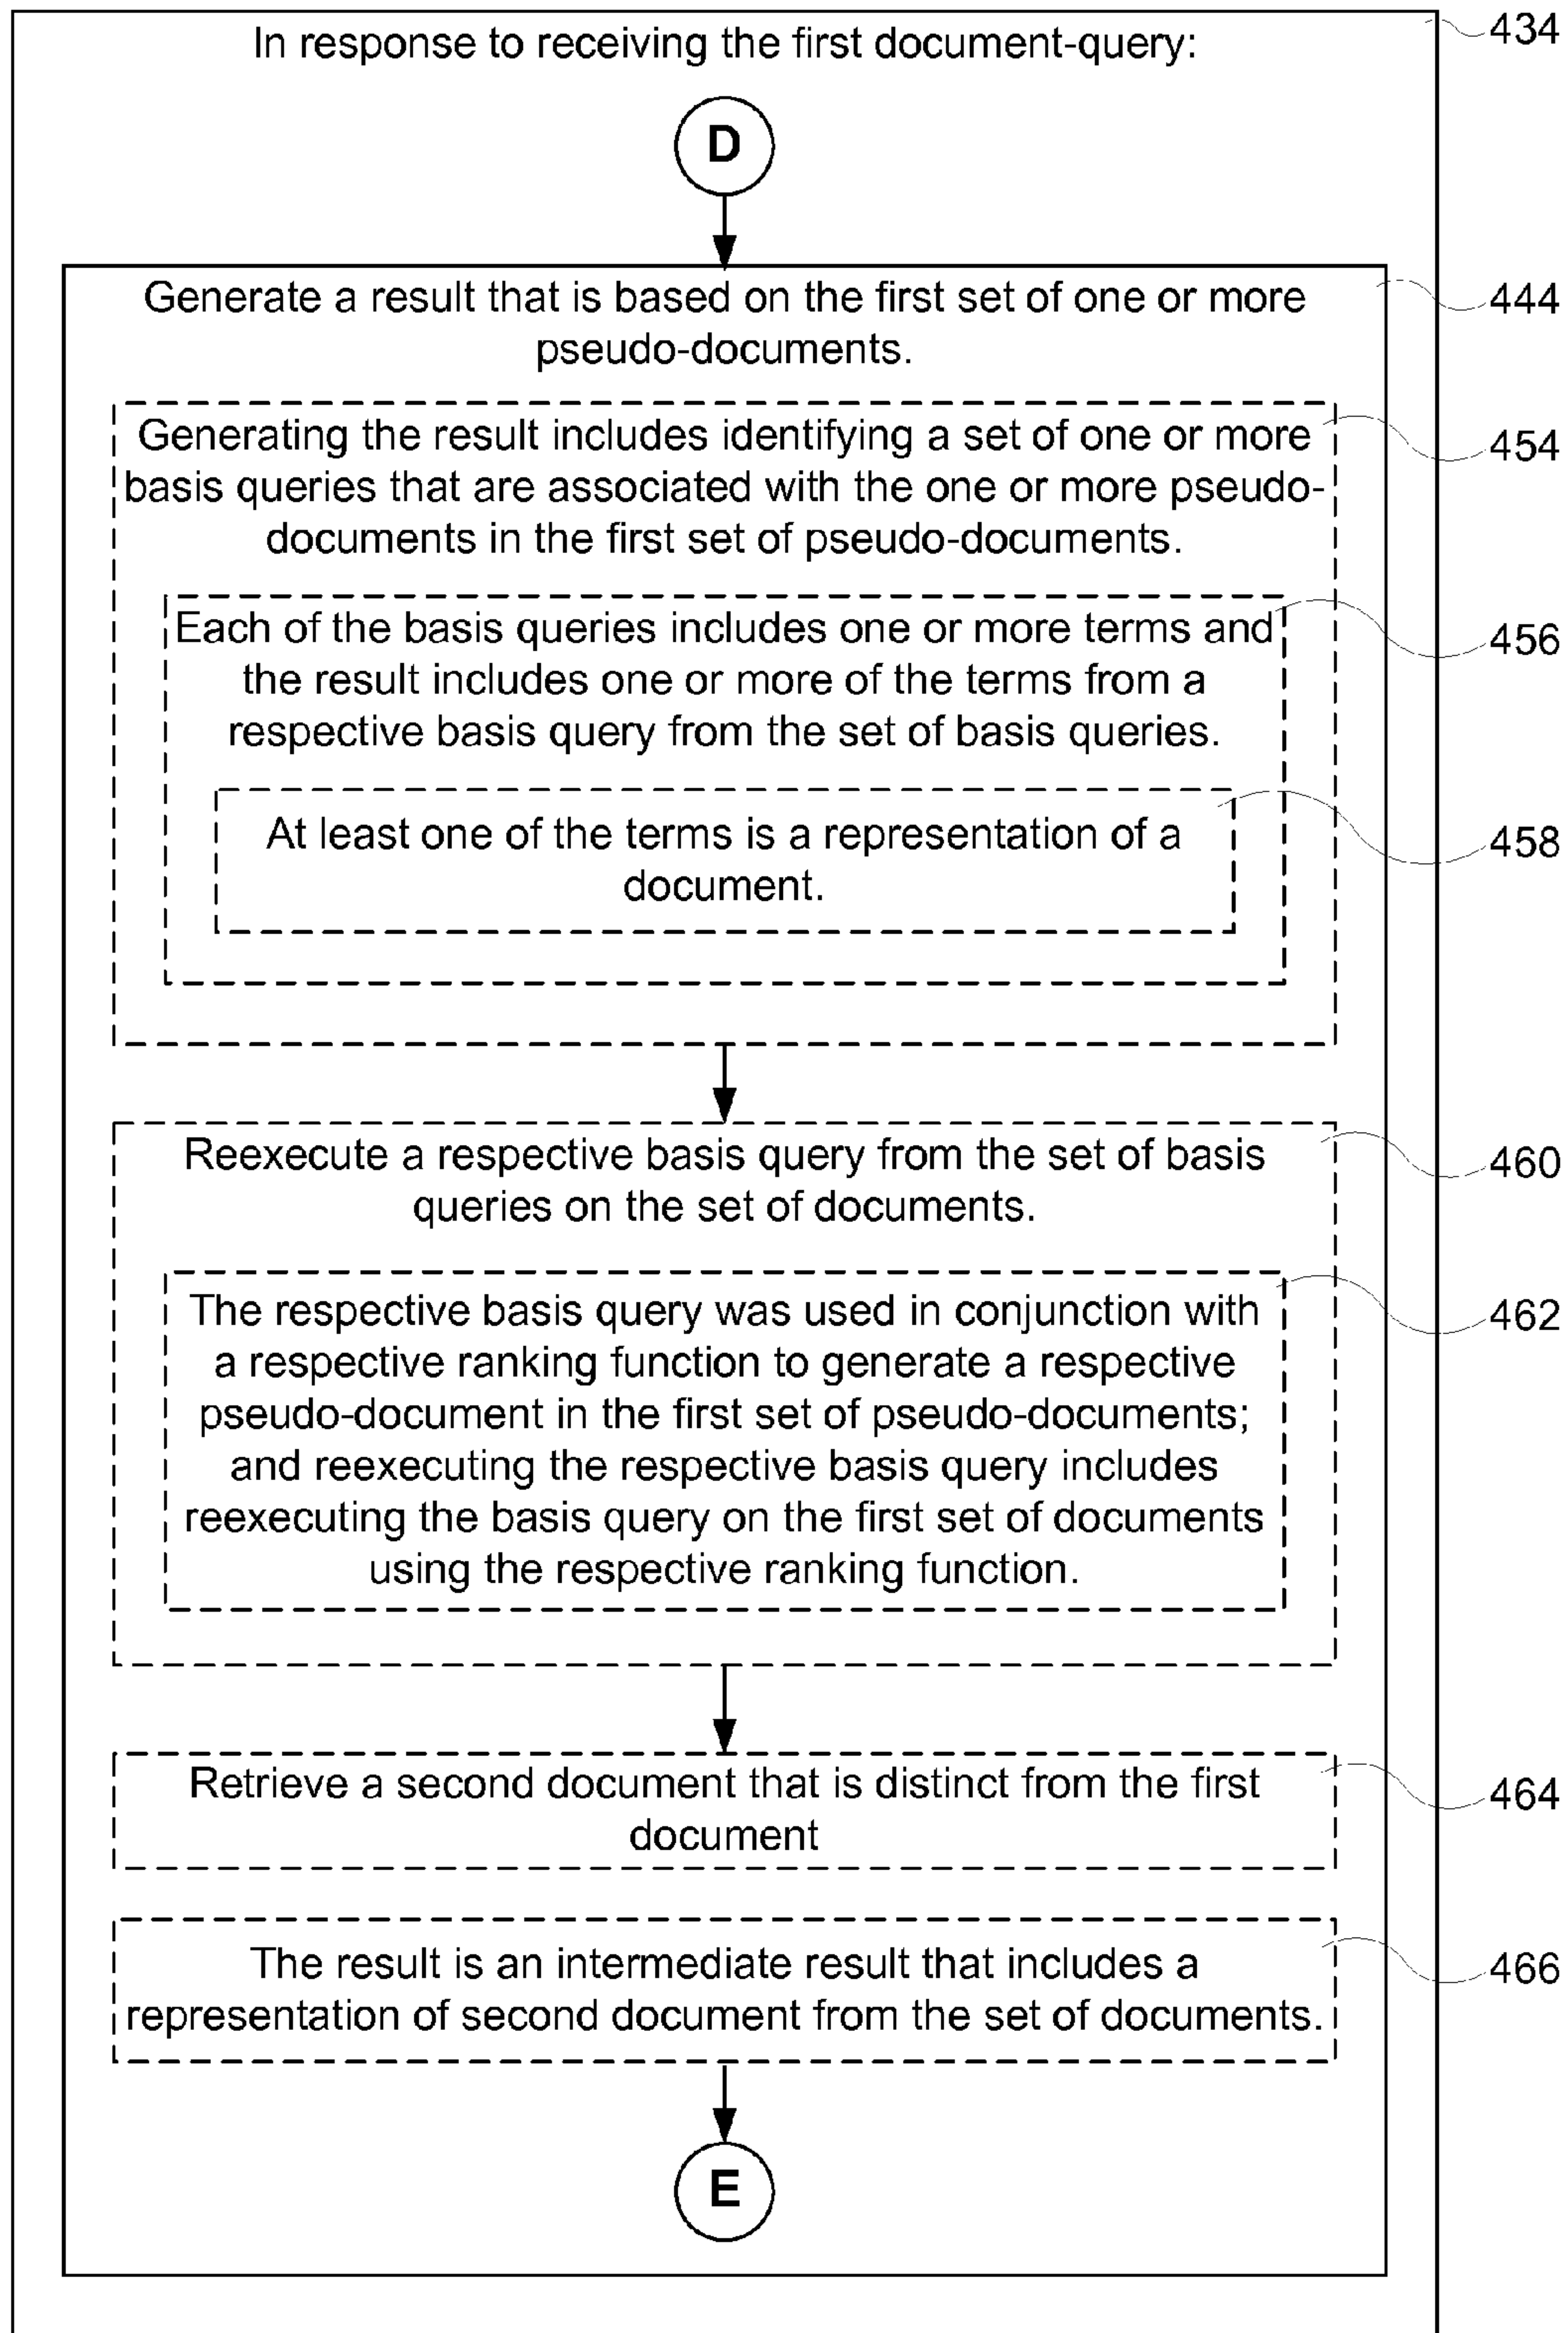 In response to receiving the first document-query:
434
D
Generate a result that is based on the first set of one or more
pseudo-documents.
444
Generating the result includes identifying a set of one or more
basis queries that are associated with the one or more pseudo-
documents in the first set of pseudo-documents.
454
Each of the basis queries includes one or more terms and
the result includes one or more of the terms from a
respective basis query from the set of basis queries.
456
At least one of the terms is a representation of a
document.
458
Reexecute a respective basis query from the set of basis
queries on the set of documents.
460
The respective basis query was used in conjunction with
a respective ranking function to generate a respective
pseudo-document in the first set of pseudo-documents;
and reexecuting the respective basis query includes
reexecuting the basis query on the first set of documents
using the respective ranking function.
462
Retrieve a second document that is distinct from the first
document
464
The result is an intermediate result that includes a
representation of second document from the set of documents.
466
E